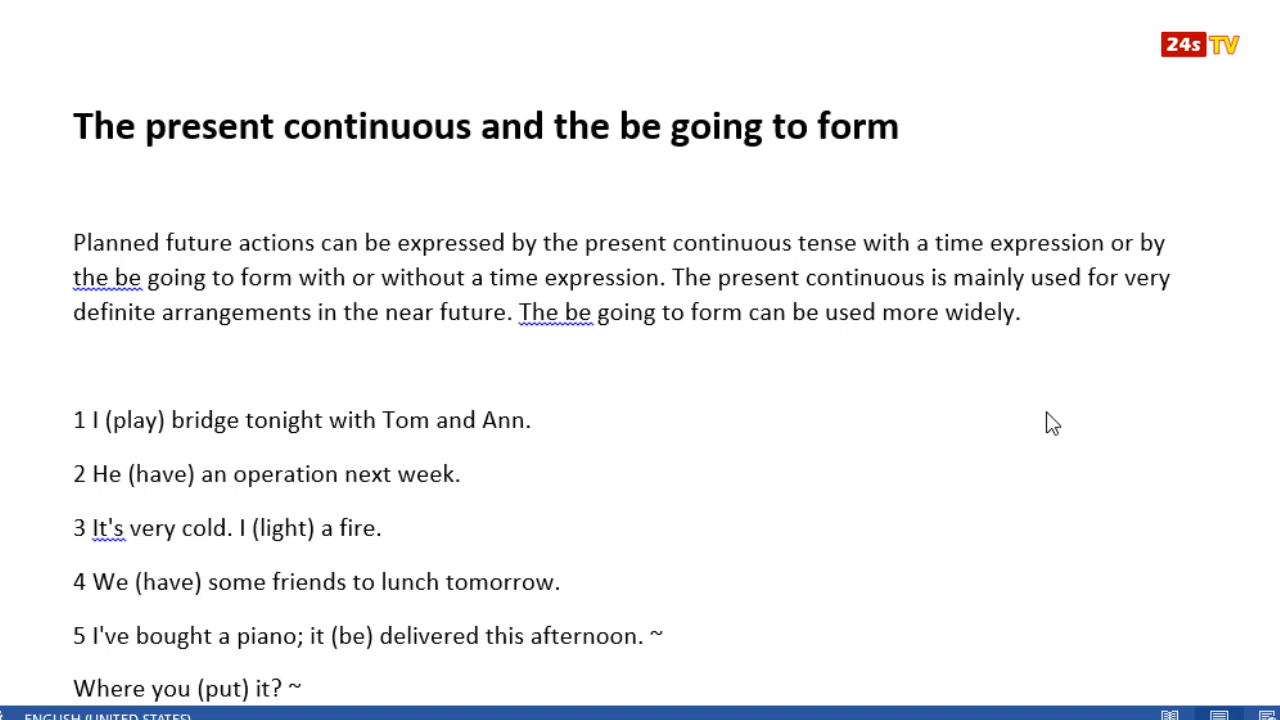 24s TV
The present continuous and the be going to form
Planned future actions can be expressed by the present continuous tense with a time expression or by
the be going to form with or without a time expression. The present continuous is mainly used for very
definite arrangements in the near future. The be going to form can be used more widely.
1 I (play) bridge tonight with Tom and Ann.
2 He (have) an operation next week.
3 It's very cold. I (light) a fire.
4 We (have) some friends to lunch tomorrow.
5 I've bought a piano; it (be) delivered this afternoon. ~
Where you (put) it? ~
ENGLISH (UNITED STATES)